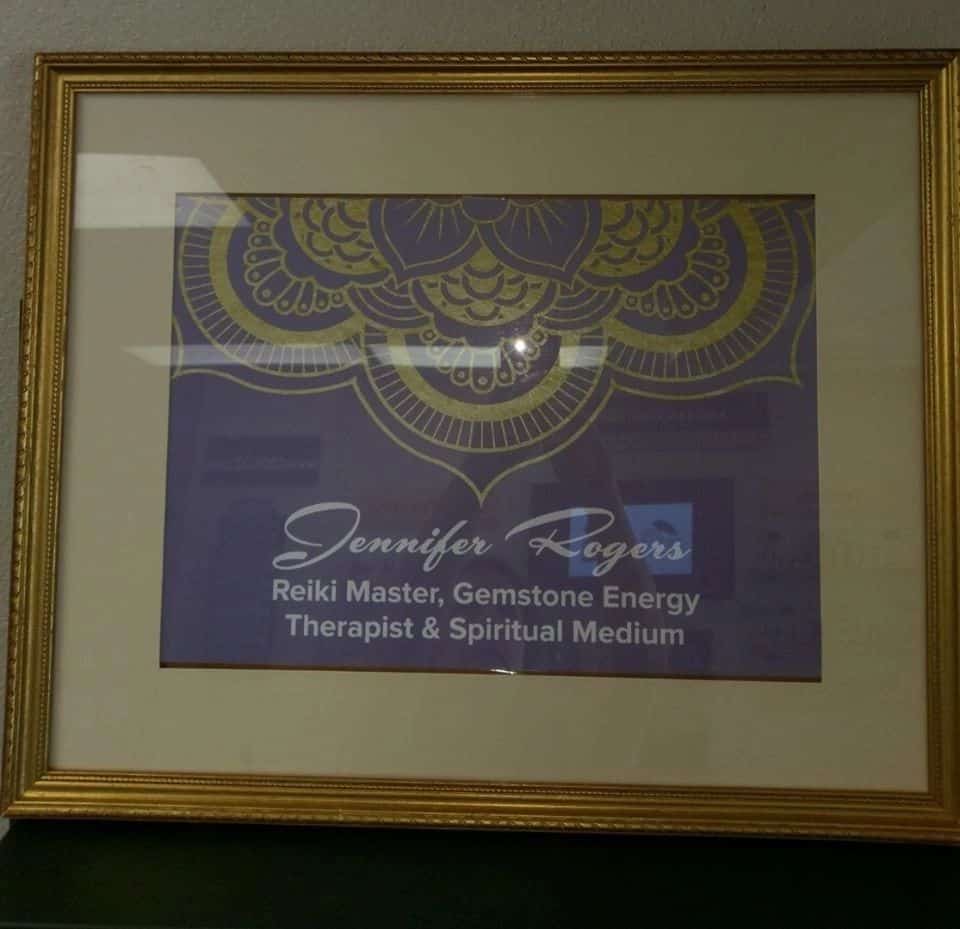 Jennifer Rogers
Reiki Master, Gemstone Energy
Therapist & Spiritual Medium